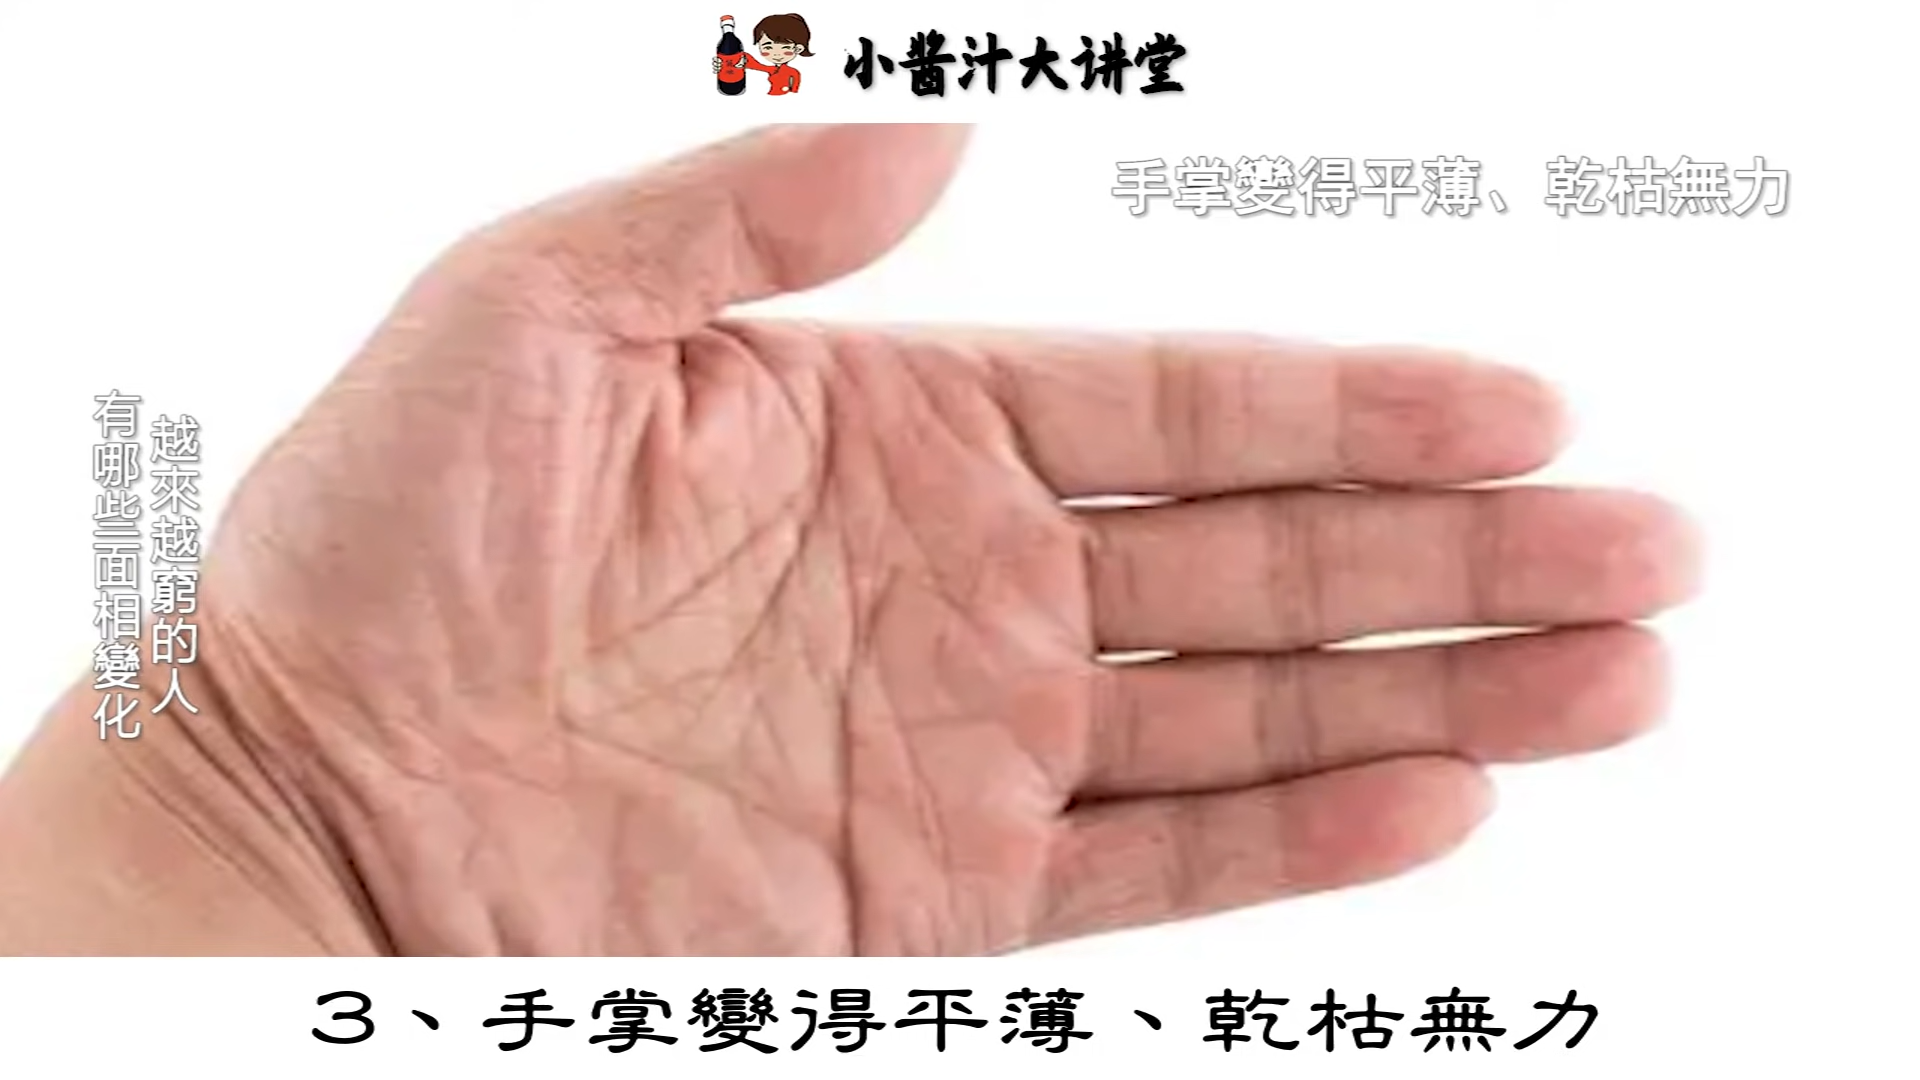 小酱汁大讲堂
手掌變得平薄、乾枯無力
越來越窮的人
有哪些面相變化
3、手掌變得平薄、乾枯無力